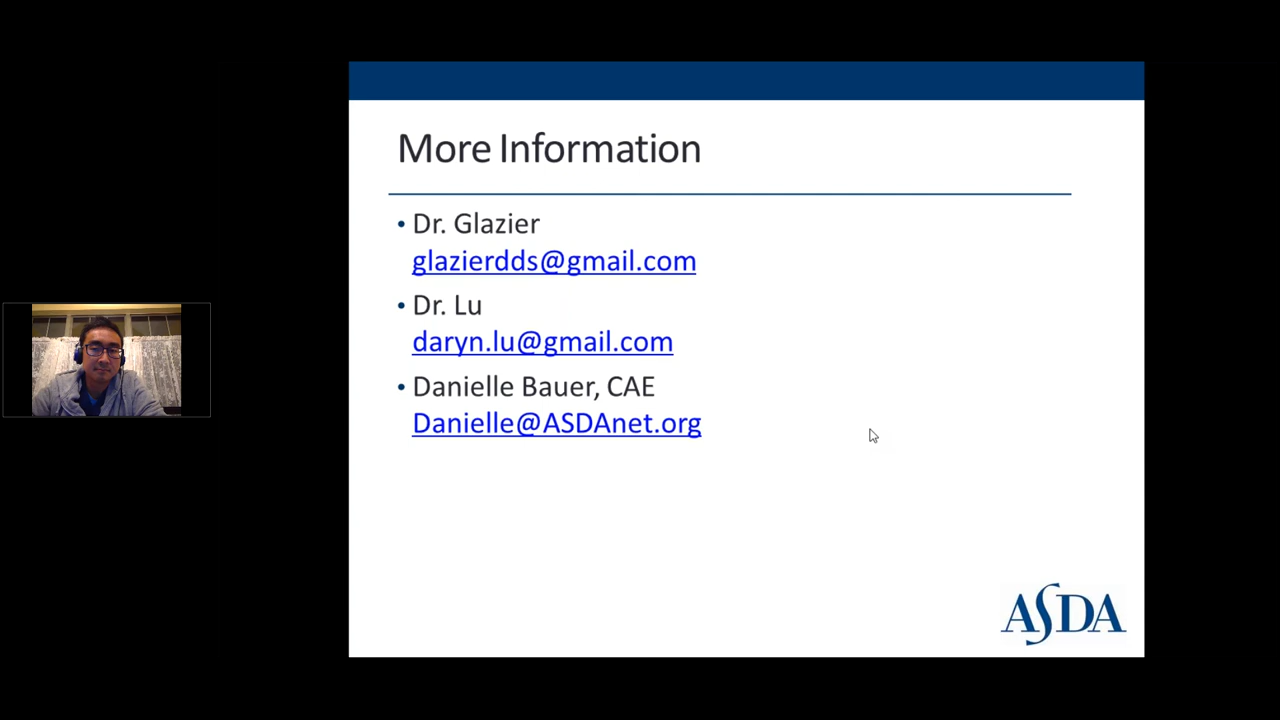 More Information
• Dr. Glazier
glazierdds@gmail.com
• Dr. Lu
daryn.lu@gmail.com
• Danielle Bauer, CAE
Danielle@ASDAnet.org
ASDA